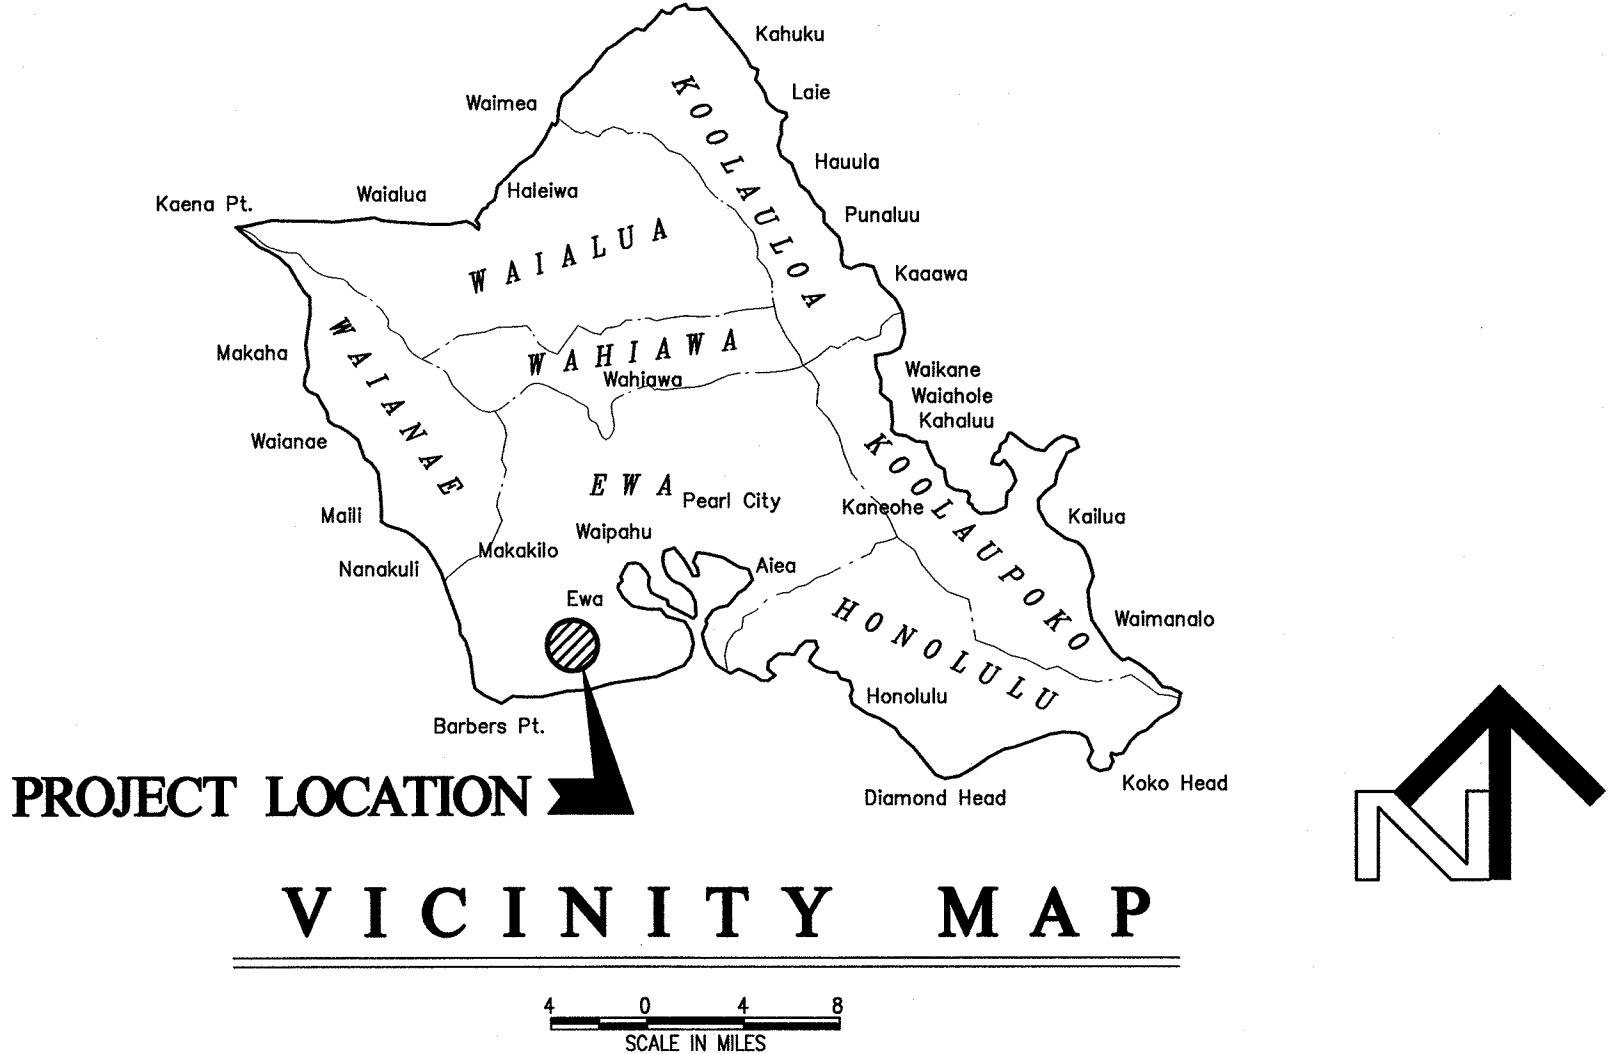 Kahuku
Laie
Waimea
Hauula
Haleiwa
Waialua
Kaena Pt.
Punaluu
Kaaawa
KOOLAULOA
WAIALUA
WAHIAWA
Wahiawa
WAIANAE
Makaha
Waikane
Waiahole
Kahaluu
Waianae
EWA
Pearl City
Kaneohe
KOOLAUPOKO
Kailua
Maili
Waipahu
Makakilo
Nanakuli
Aiea
Ewa
HONOLULU
Waimanalo
Honolulu
Barbers Pt.
Diamond Head
Koko Head
PROJECT LOCATION
N
VICINITY MAP
4 0 4 8
SCALE IN MILES